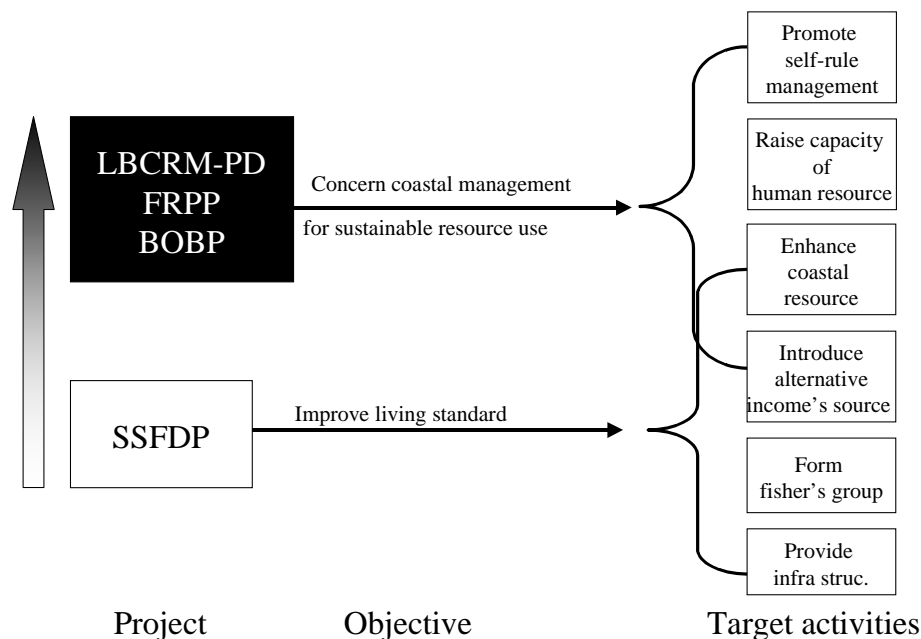 LBCRM-PD
FRPP
BOBP
Concern coastal management
for sustainable resource use
SSFDP
Improve living standard
Promote
self-rule
management
Raise capacity
of
human resource
Enhance
coastal
resource
Introduce
alternative
income's source
Form
fisher's group
Provide
infra struc.
Project
Objective
Target activities